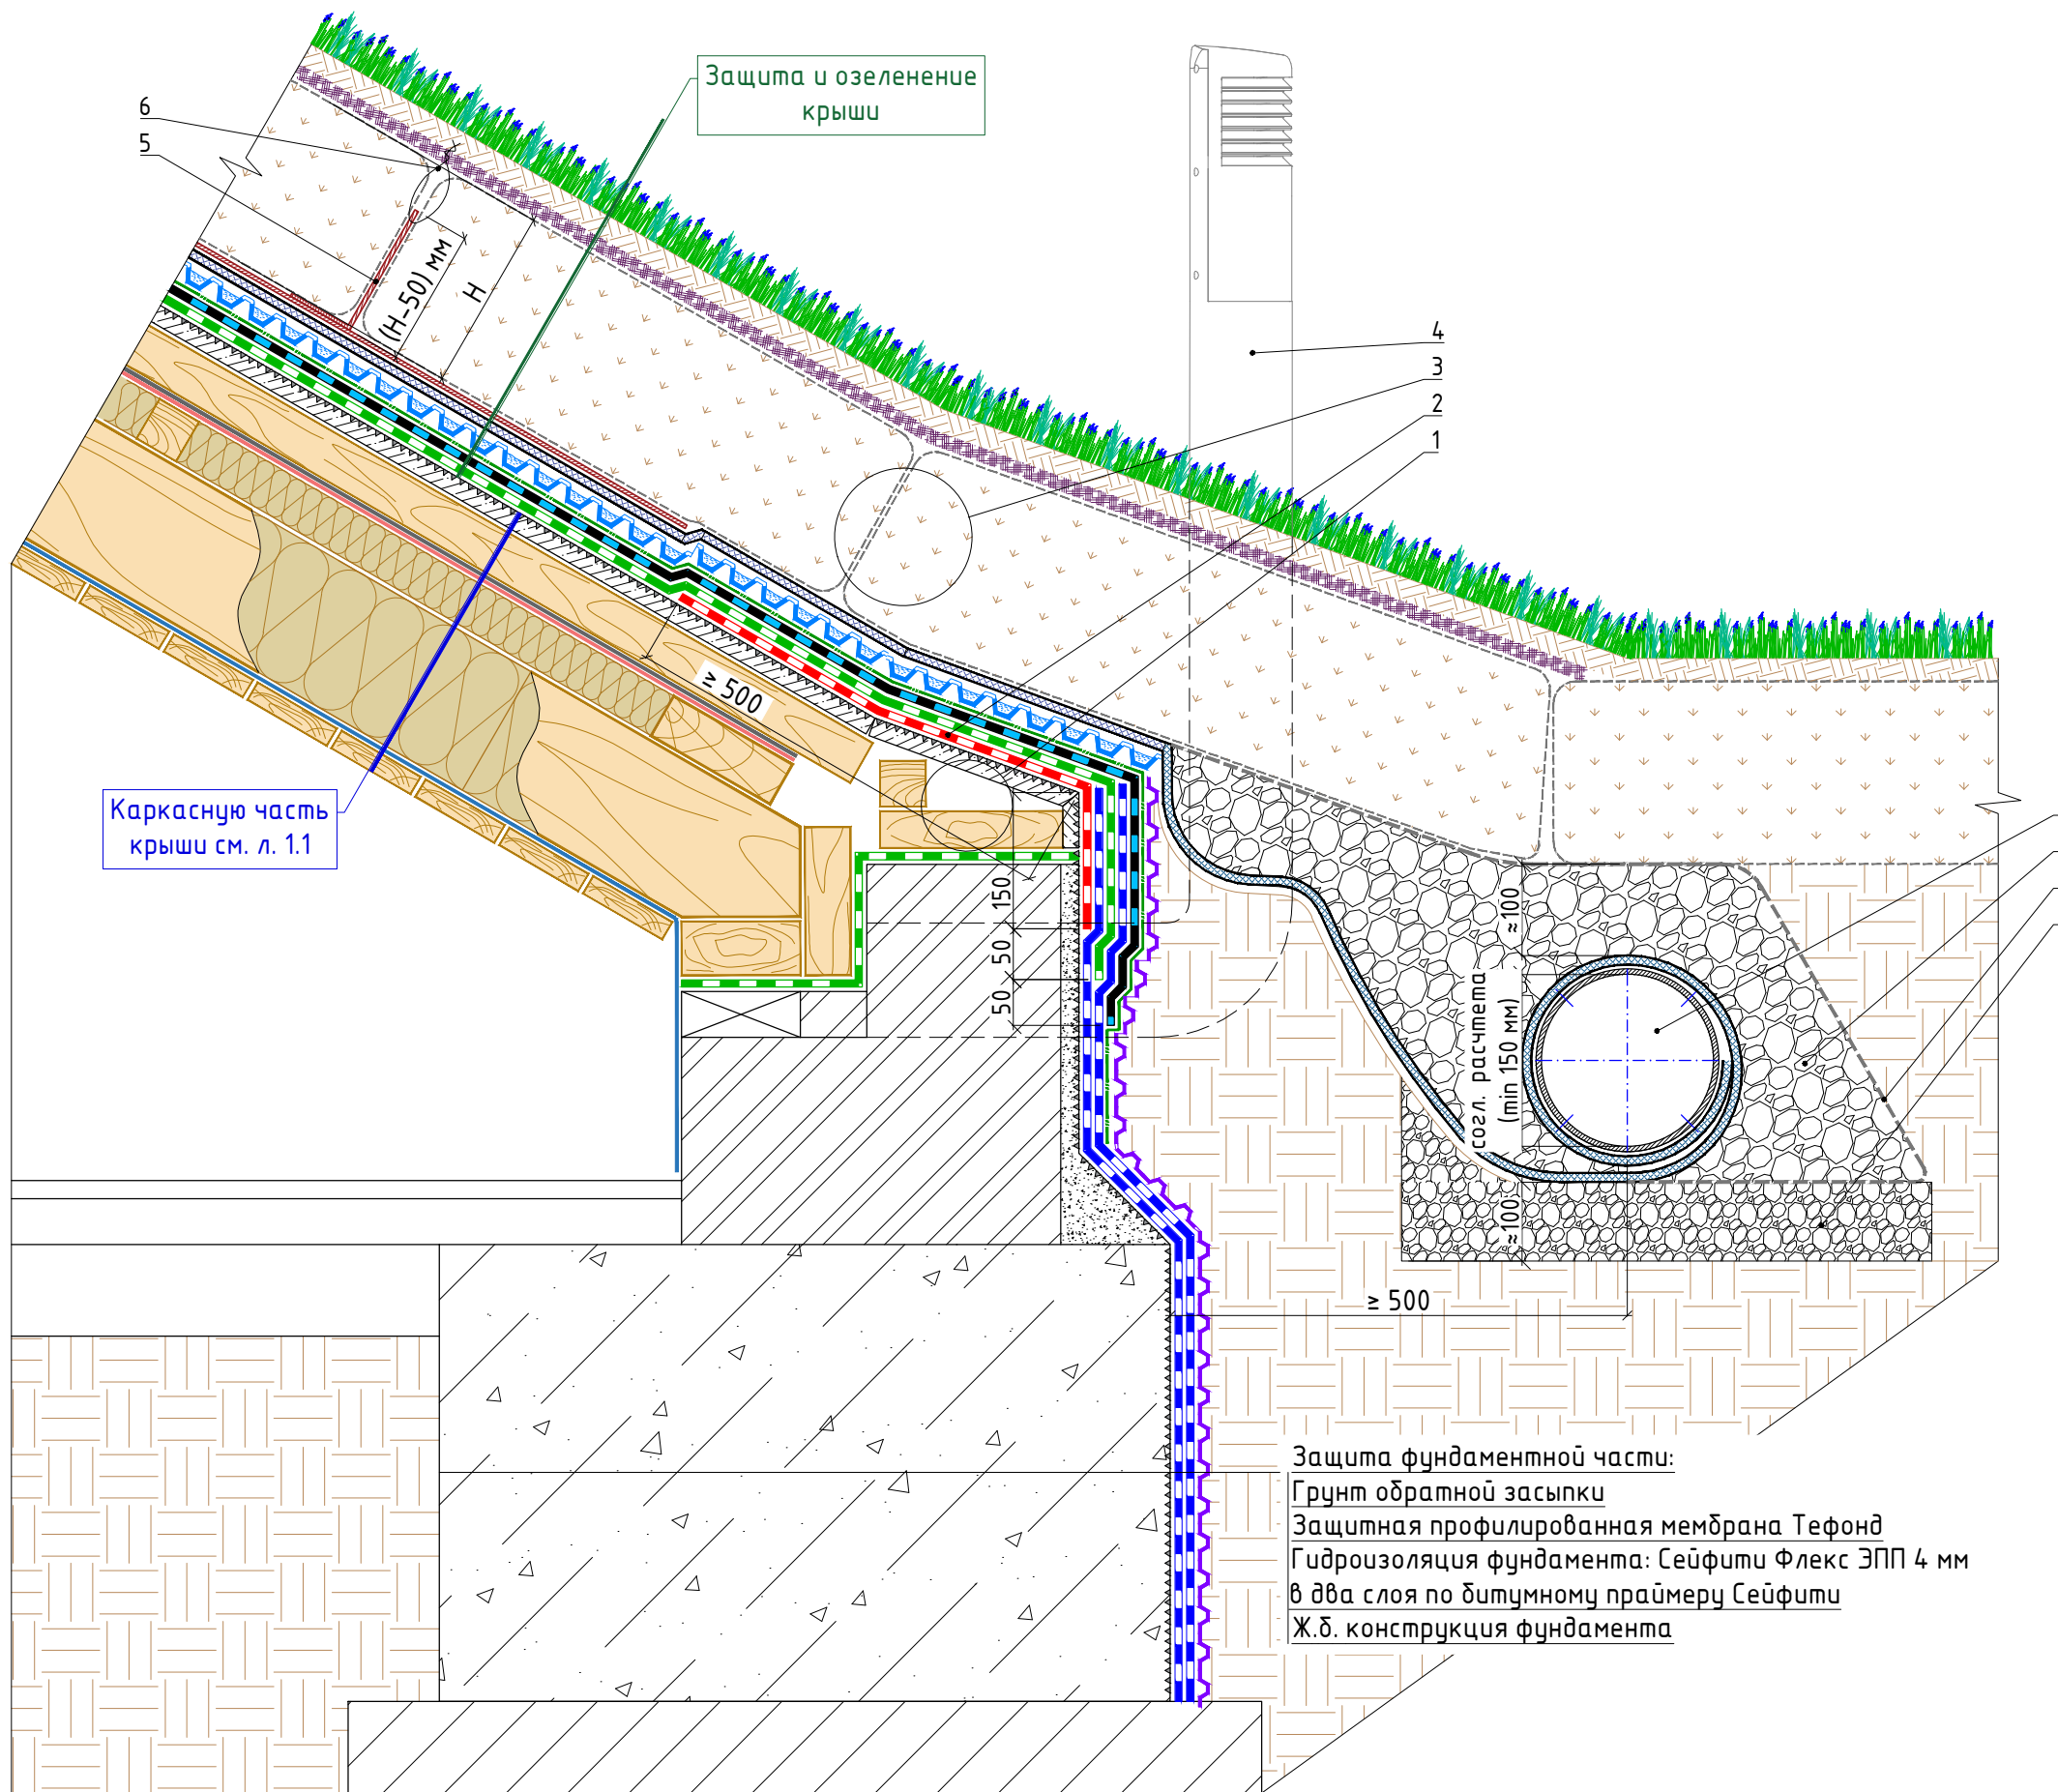 Защита и озеленение
крыши
6
5
(Н-50) мм
Н
4
3
2
1
≥ 500
Каркасную часть
крыши см. л. 1.1
150
50
50
≈100
согл. расчтета
(min 150 мм)
≈100
≥ 500
Защита фундаментной части:
Грунт обратной засыпки
Защитная профилированная мембрана Тефонд
Гидроизоляция фундамента: Сейфити Флекс ЭПП 4 мм
в два слоя по битумному праймеру Сейфити
Ж.б. конструкция фундамента